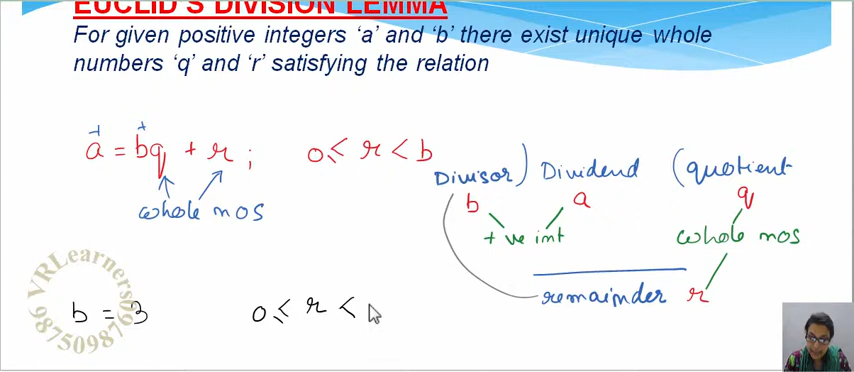 EUCLID'S DIVISION LEMMA
For given positive integers 'a' and 'b' there exist unique whole
numbers 'q' and 'r' satisfying the relation
+ +
a = bq + r ; 0 ≤ r < b
whole nos
Divisor ) Dividend ( quotient
b a q
+ve int whole nos
remainder r
b = 3 0 ≤ r <
VRLearners